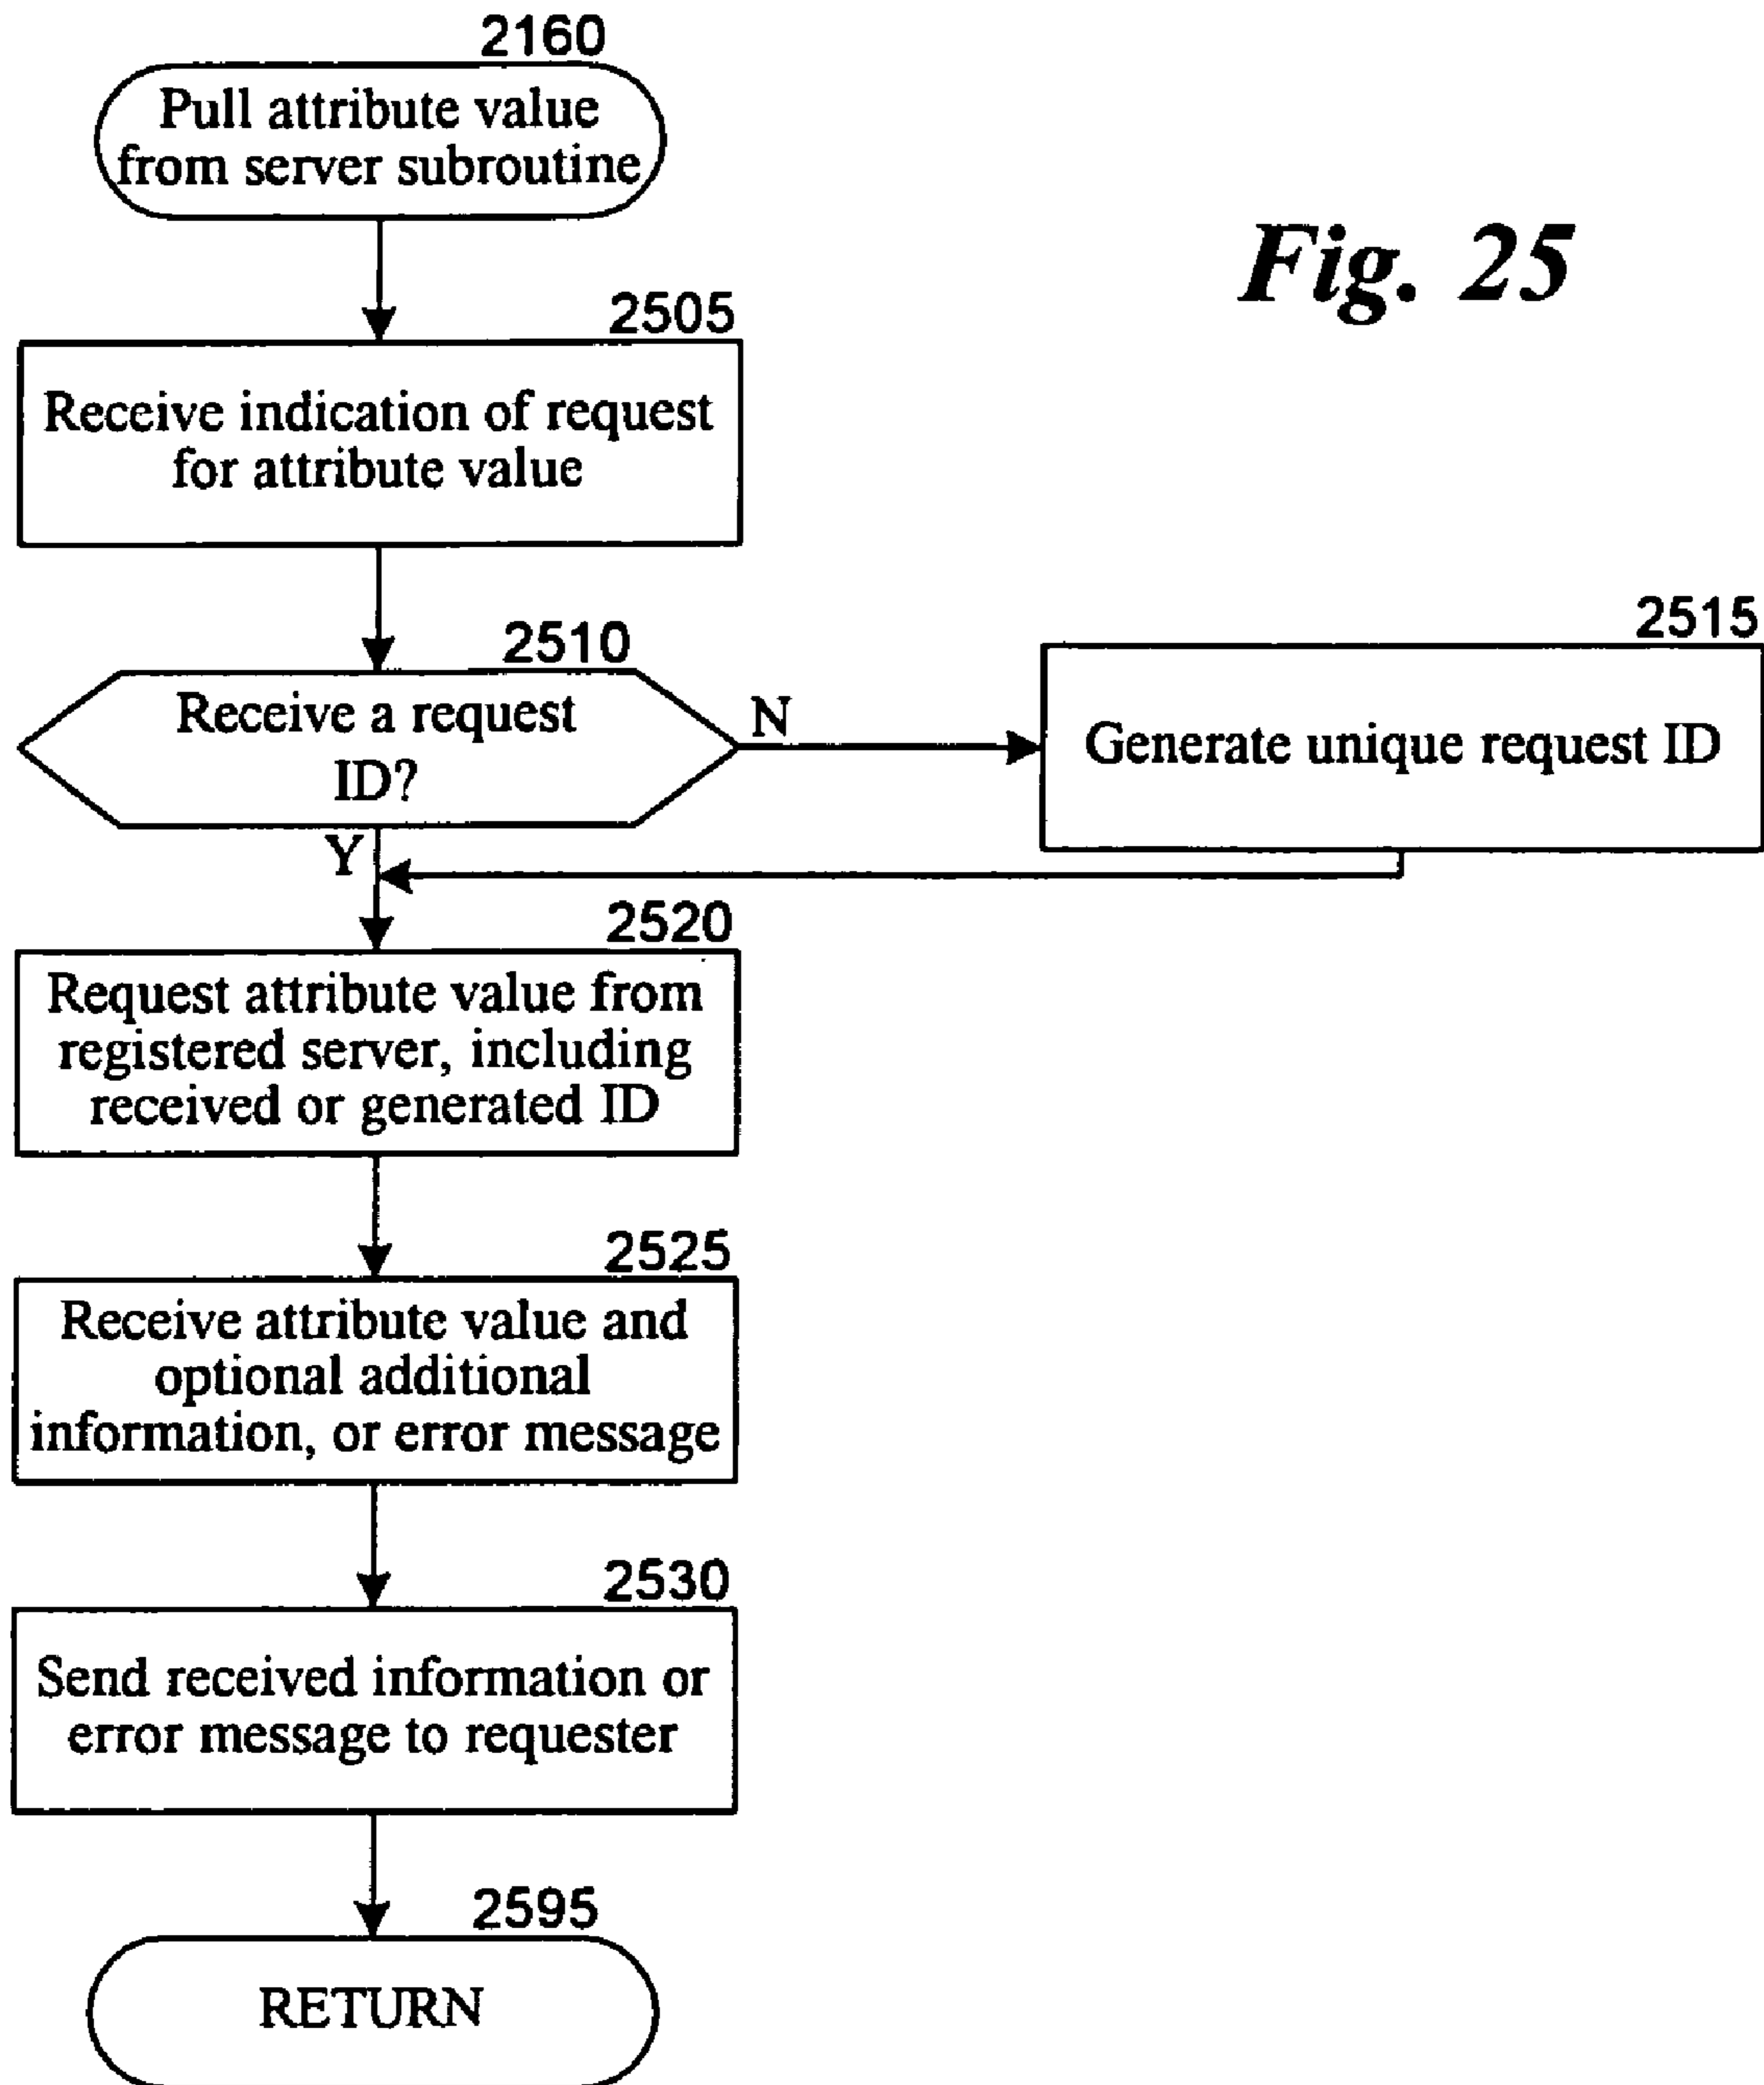 2160
Pull attribute value
from server subroutine
Fig. 25
2505
Receive indication of request
for attribute value
2510
Receive a request
ID?
N
2515
Generate unique request ID
Y
2520
Request attribute value from
registered server, including
received or generated ID
2525
Receive attribute value and
optional additional
information, or error message
2530
Send received information or
error message to requester
2595
RETURN